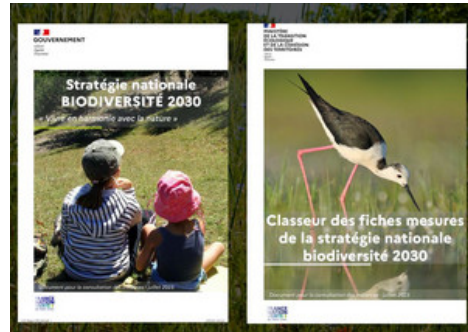 GOUVERNEMENT
Stratégie nationale
BIODIVERSITÉ 2030
« Vivre en harmonie avec la nature »
MINISTÈRE
DE LA TRANSITION
ÉCOLOGIQUE
ET DE LA COHÉSION
DES TERRITOIRES
Classeur des fiches mesures
de la stratégie nationale
biodiversité 2030